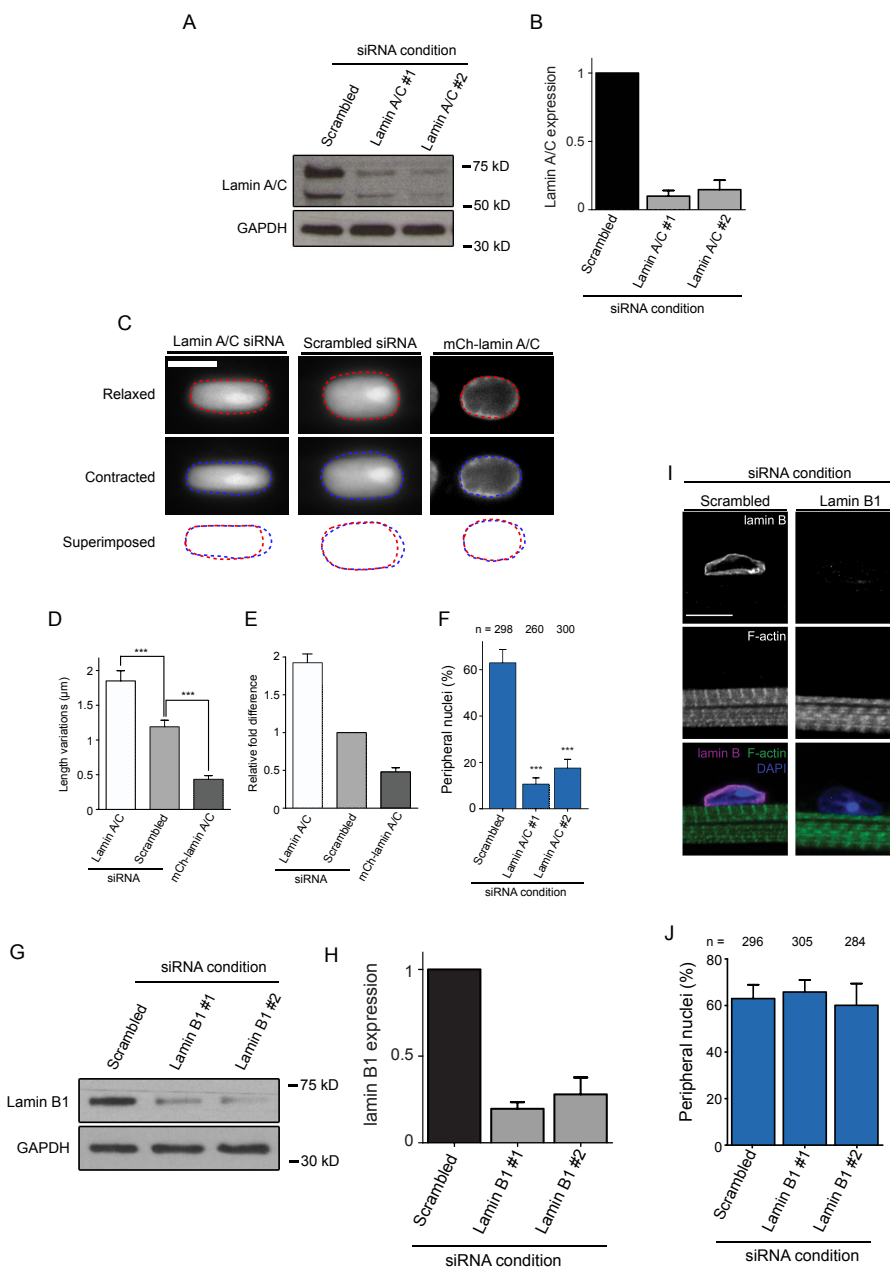 A
siRNA condition
Scrambled
Lamin A/C #1
Lamin A/C #2
Lamin A/C
75 kD
50 kD
GAPDH
30 kD
B
Lamin A/C expression
1
0.5
0
Scrambled
Lamin A/C #1
Lamin A/C #2
siRNA condition
C
Lamin A/C siRNA
Scrambled siRNA
mCh-lamin A/C
Relaxed
Contracted
Superimposed
D
Length variations (µm)
2
1.5
1
0.5
0
Lamin A/C
Scrambled
mCh-lamin A/C
siRNA
***
***
E
Relative fold difference
2
1.5
1
0.5
0
Lamin A/C
Scrambled
mCh-lamin A/C
siRNA
F
n = 298 260 300
Peripheral nuclei (%)
60
40
20
0
***
***
Scrambled
Lamin A/C #1
Lamin A/C #2
siRNA condition
I
siRNA condition
Scrambled
Lamin B1
lamin B
F-actin
lamin B F-actin
DAPI
G
siRNA condition
Scrambled
Lamin B1 #1
Lamin B1 #2
Lamin B1
75 kD
GAPDH
30 kD
H
lamin B1 expression
1
0.5
0
Scrambled
Lamin B1 #1
Lamin B1 #2
siRNA condition
J
n = 296 305 284
Peripheral nuclei (%)
80
60
40
20
0
Scrambled
Lamin B1 #1
Lamin B1 #2
siRNA condition